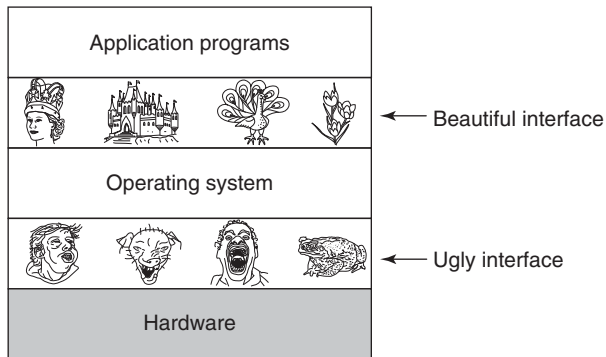 Application programs
Beautiful interface
Operating system
Ugly interface
Hardware